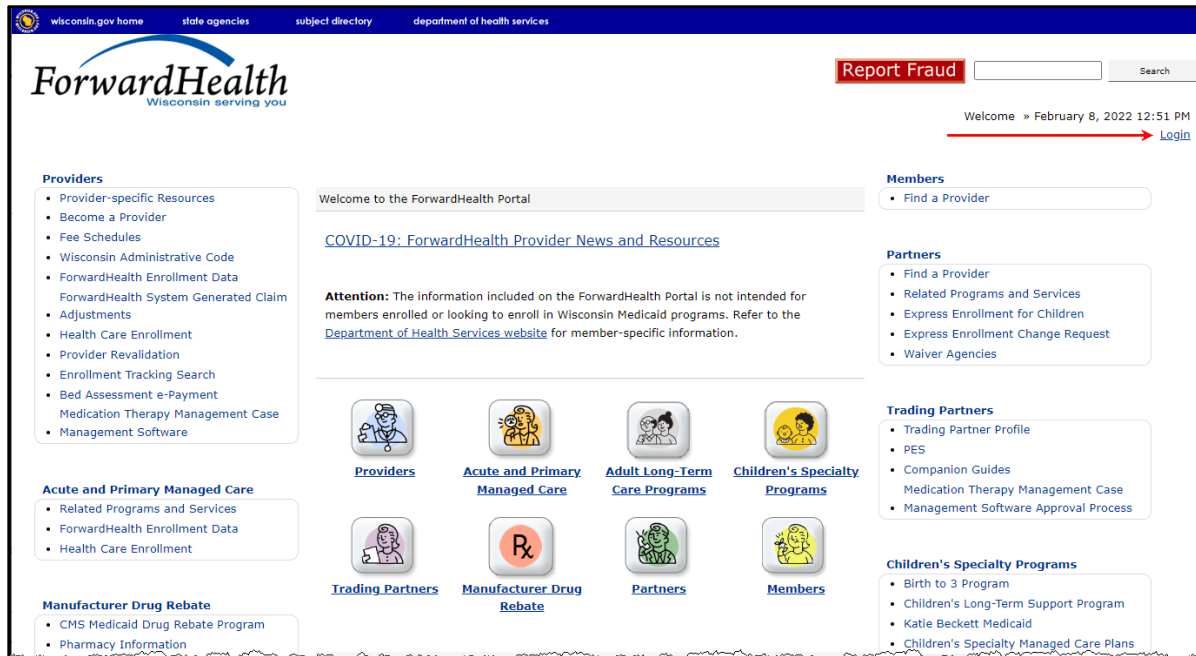 wisconsin.gov home state agencies subject directory department of health services
ForwardHealth
Wisconsin serving you
Report Fraud
Search
Welcome » February 8, 2022 12:51 PM
Login
Providers
• Provider-specific Resources
• Become a Provider
• Fee Schedules
• Wisconsin Administrative Code
• ForwardHealth Enrollment Data
ForwardHealth System Generated Claim
• Adjustments
• Health Care Enrollment
• Provider Revalidation
• Enrollment Tracking Search
• Bed Assessment e-Payment
Medication Therapy Management Case
• Management Software
Acute and Primary Managed Care
• Related Programs and Services
• ForwardHealth Enrollment Data
• Health Care Enrollment
Manufacturer Drug Rebate
• CMS Medicaid Drug Rebate Program
• Pharmacy Information
Welcome to the ForwardHealth Portal
COVID-19: ForwardHealth Provider News and Resources
Attention: The information included on the ForwardHealth Portal is not intended for
members enrolled or looking to enroll in Wisconsin Medicaid programs. Refer to the
Department of Health Services website for member-specific information.
Providers
Acute and Primary
Managed Care
Adult Long-Term
Care Programs
Children's Specialty
Programs
Trading Partners
Rx
Manufacturer Drug
Rebate
Partners
Members
Members
• Find a Provider
Partners
• Find a Provider
• Related Programs and Services
• Express Enrollment for Children
• Express Enrollment Change Request
• Waiver Agencies
Trading Partners
• Trading Partner Profile
• PES
• Companion Guides
Medication Therapy Management Case
• Management Software Approval Process
Children's Specialty Programs
• Birth to 3 Program
• Children's Long-Term Support Program
• Katie Beckett Medicaid
• Children's Specialty Managed Care Plans